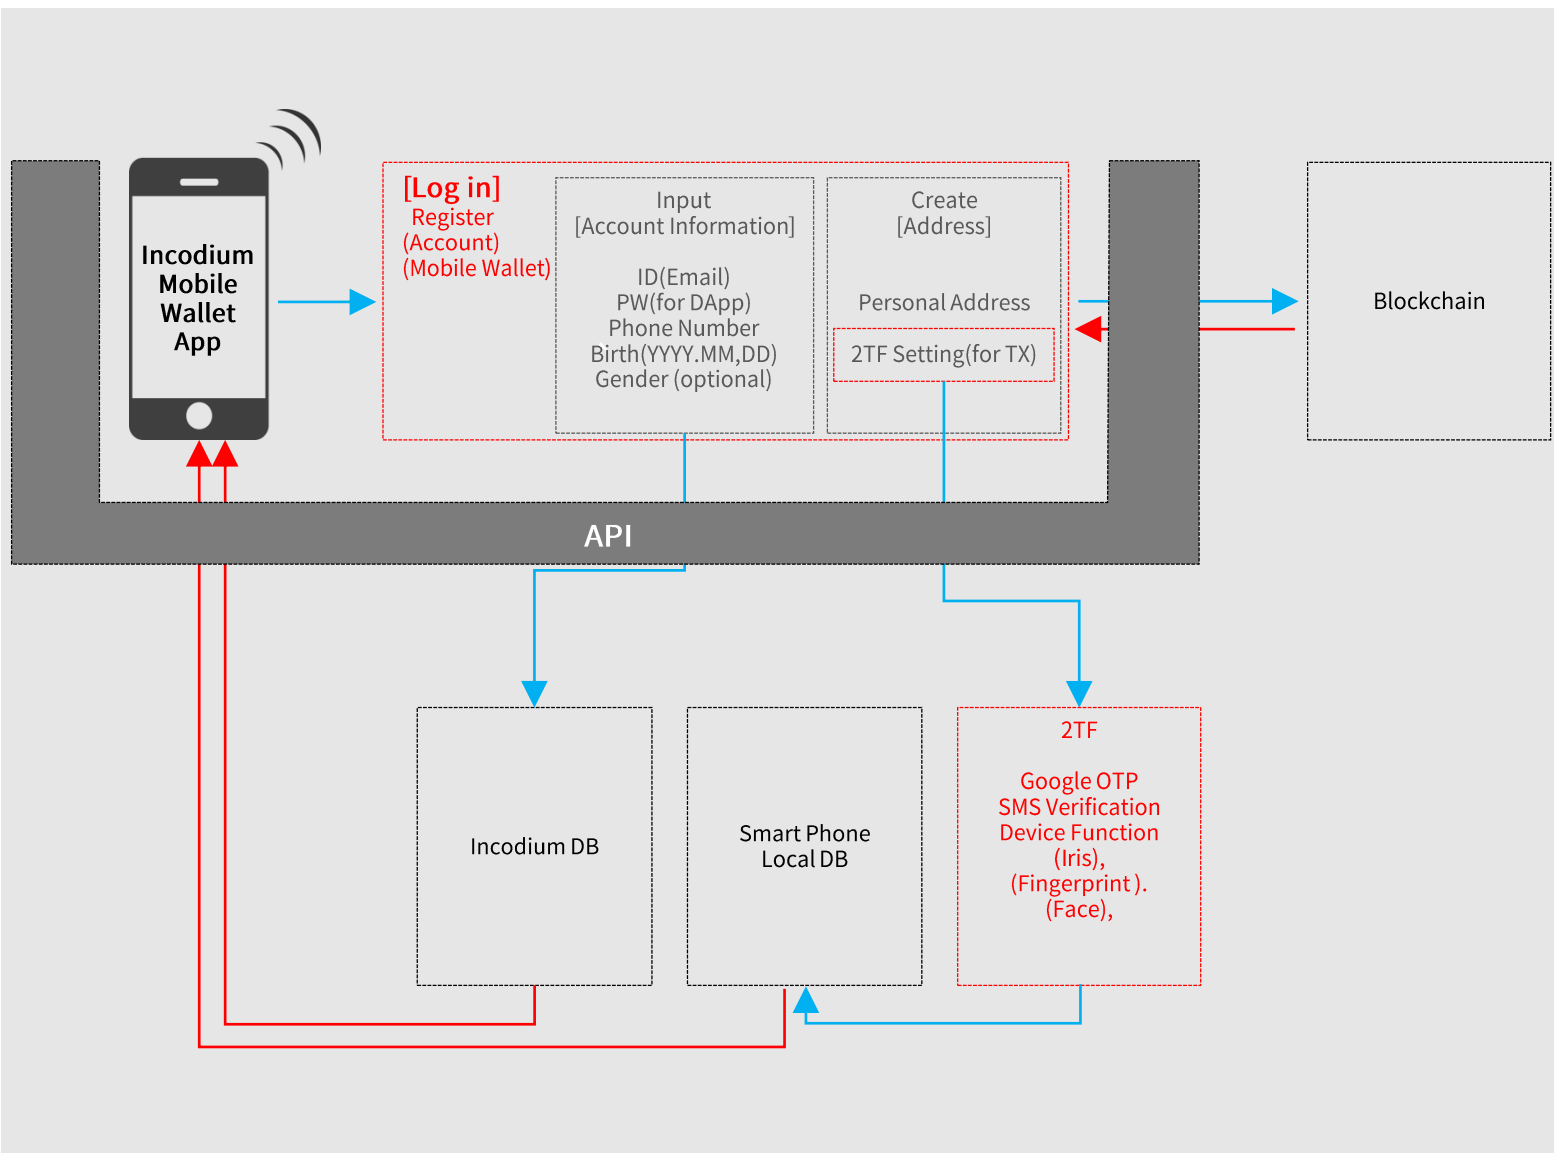 Incodium
Mobile
Wallet
App
[Log in]
Register
(Account)
(Mobile Wallet)
Input
[Account Information]
ID(Email)
PW(for DApp)
Phone Number
Birth(YYYY.MM,DD)
Gender (optional)
Create
[Address]
Personal Address
2TF Setting(for TX)
Blockchain
API
Incodium DB
Smart Phone
Local DB
2TF
Google OTP
SMS Verification
Device Function
(Iris),
(Fingerprint ).
(Face),